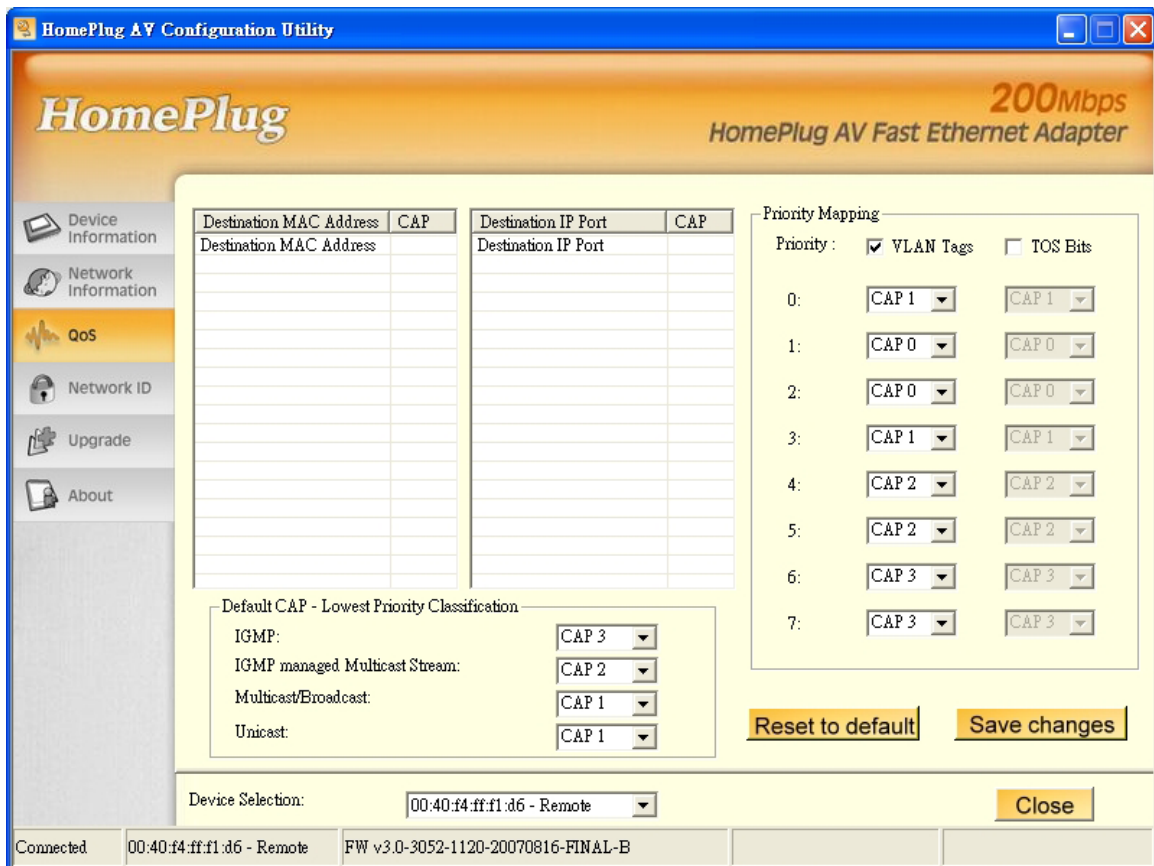 HomePlug AV Configuration Utility
HomePlug
200Mbps
HomePlug AV Fast Ethernet Adapter
Device
Information
Network
Information
QoS
Network ID
Upgrade
About
Destination MAC Address CAP
Destination MAC Address
Destination IP Port CAP
Destination IP Port
Priority Mapping
Priority : VLAN Tags TOS Bits
0: CAP 1 CAP 1
1: CAP 0 CAP 0
2: CAP 0 CAP 0
3: CAP 1 CAP 1
4: CAP 2 CAP 2
5: CAP 2 CAP 2
6: CAP 3 CAP 3
7: CAP 3 CAP 3
Default CAP - Lowest Priority Classification
IGMP: CAP 3
IGMP managed Multicast Stream: CAP 2
Multicast/Broadcast: CAP 1
Unicast: CAP 1
Reset to default Save changes
Device Selection: 00:40:f4:ff:f1:d6 - Remote Close
Connected 00:40:f4:ff:f1:d6 - Remote FW v3.0-3052-1120-20070816-FINAL-B